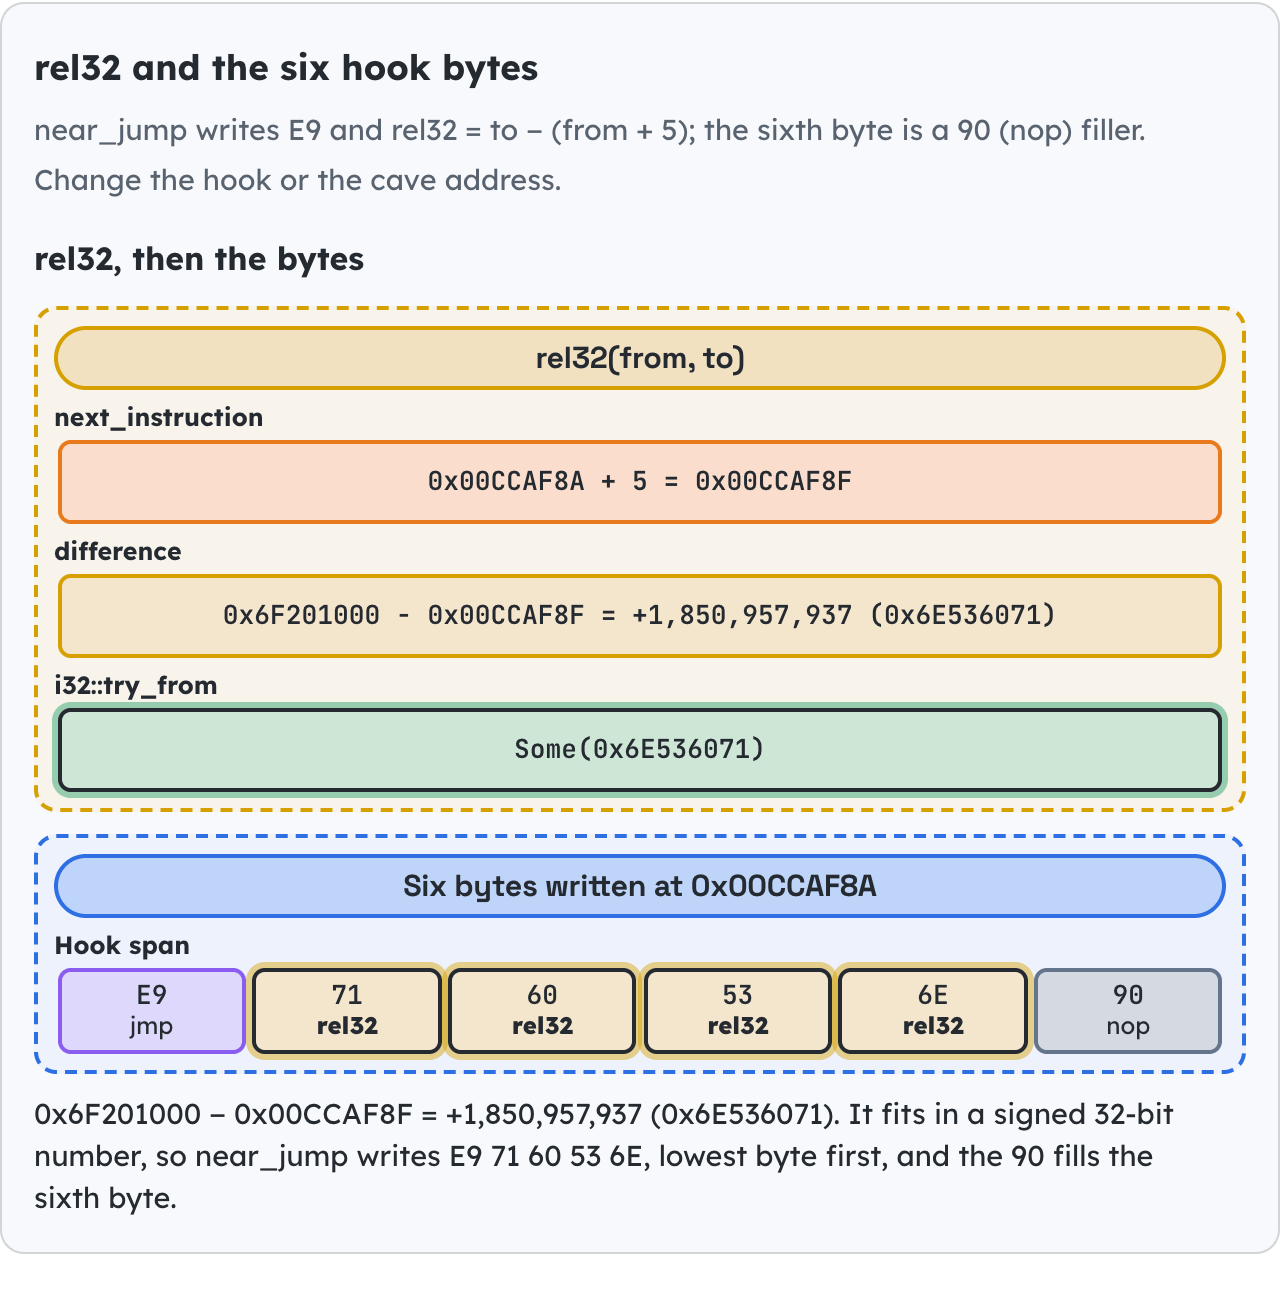 rel32 and the six hook bytes
near_jump writes E9 and rel32 = to − (from + 5); the sixth byte is a 90 (nop) filler.
Change the hook or the cave address.
rel32, then the bytes
rel32(from, to)
next_instruction
0x00CCAF8A + 5 = 0x00CCAF8F
difference
0x6F201000 - 0x00CCAF8F = +1,850,957,937 (0x6E536071)
i32::try_from
Some(0x6E536071)
Six bytes written at 0x00CCAF8A
Hook span
E9 71 60 53 6E 90
jmp rel32 rel32 rel32 rel32 nop
0x6F201000 − 0x00CCAF8F = +1,850,957,937 (0x6E536071). It fits in a signed 32-bit
number, so near_jump writes E9 71 60 53 6E, lowest byte first, and the 90 fills the
sixth byte.